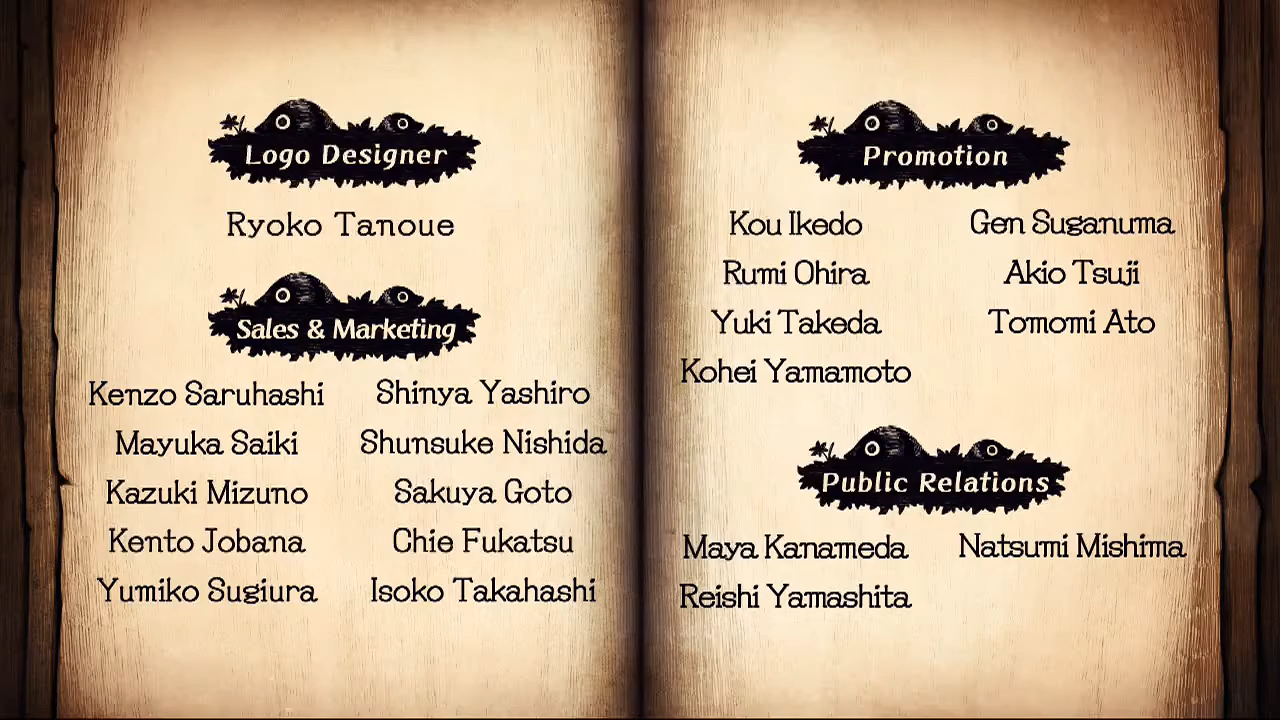 Logo Designer
Ryoko Tanoue
Sales & Marketing
Kenzo Saruhashi Shinya Yashiro
Mayuka Saiki Shunsuke Nishida
Kazuki Mizuno Sakuya Goto
Kento Jobana Chie Fukatsu
Yumiko Sugiura Isoko Takahashi
Promotion
Kou Ikedo Gen Suganuma
Rumi Ohira Akio Tsuji
Yuki Takeda Tomomi Ato
Kohei Yamamoto
Public Relations
Maya Kanameda Natsumi Mishima
Reishi Yamashita